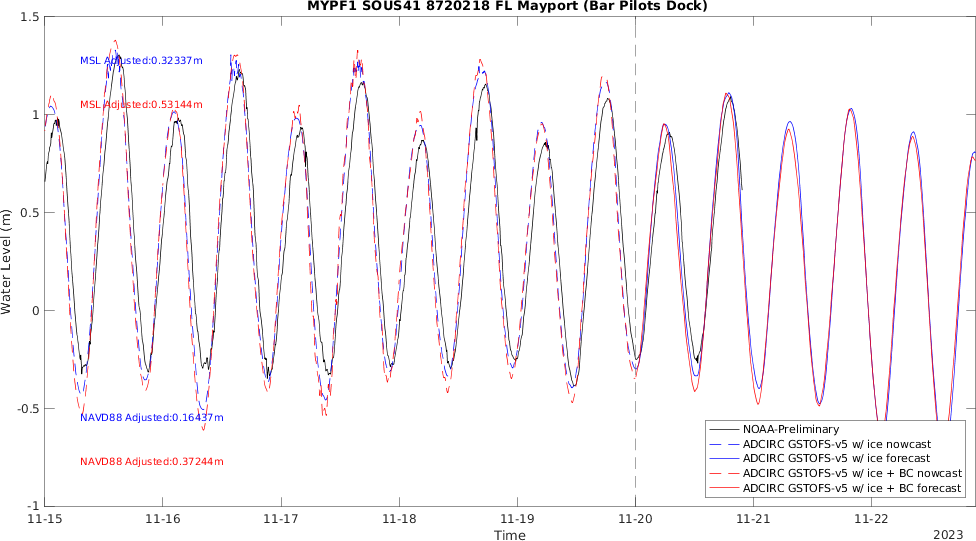 MYPF1 SOUS41 8720218 FL Mayport (Bar Pilots Dock)
1.5
MSL Adjusted:0.32337m
MSL Adjusted:0.53144m
1
0.5
Water Level (m)
0
-0.5
NAVD88 Adjusted:0.16437m
NAVD88 Adjusted:0.37244m
NOAA-Preliminary
ADCIRC GSTOFS-v5 w/ ice nowcast
ADCIRC GSTOFS-v5 w/ ice forecast
ADCIRC GSTOFS-v5 w/ ice + BC nowcast
ADCIRC GSTOFS-v5 w/ ice + BC forecast
-1
11-15 11-16 11-17 11-18 11-19 11-20 11-21 11-22
Time
2023